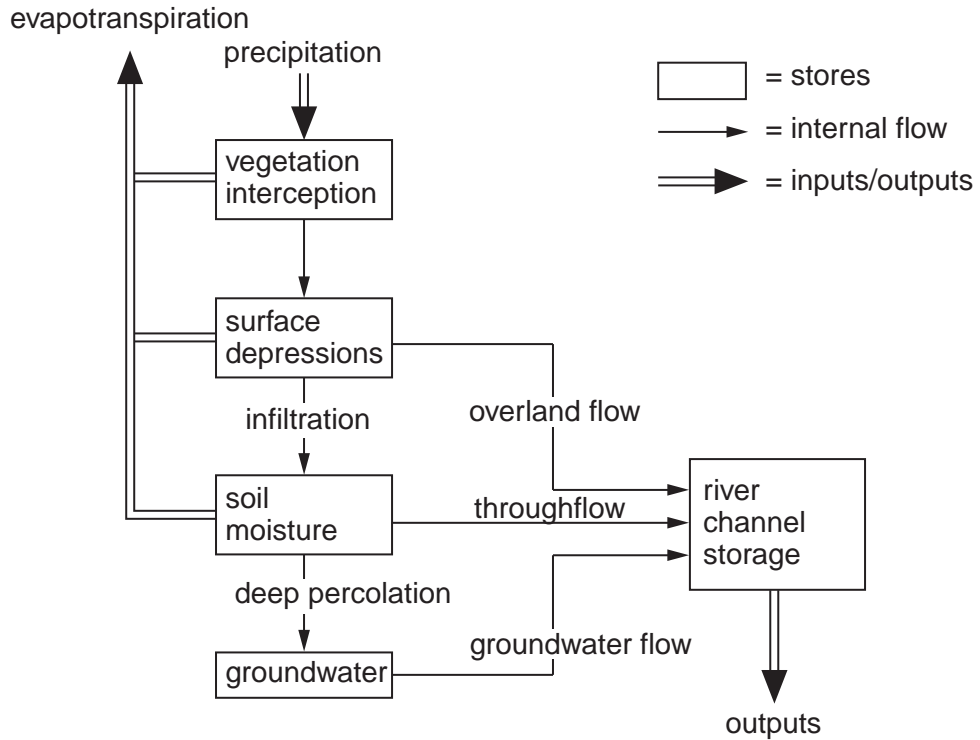 evapotranspiration
precipitation
= stores
= internal flow
= inputs/outputs
vegetation
interception
surface
depressions
infiltration
overland flow
soil
moisture
throughflow
river
channel
storage
deep percolation
groundwater
groundwater flow
outputs